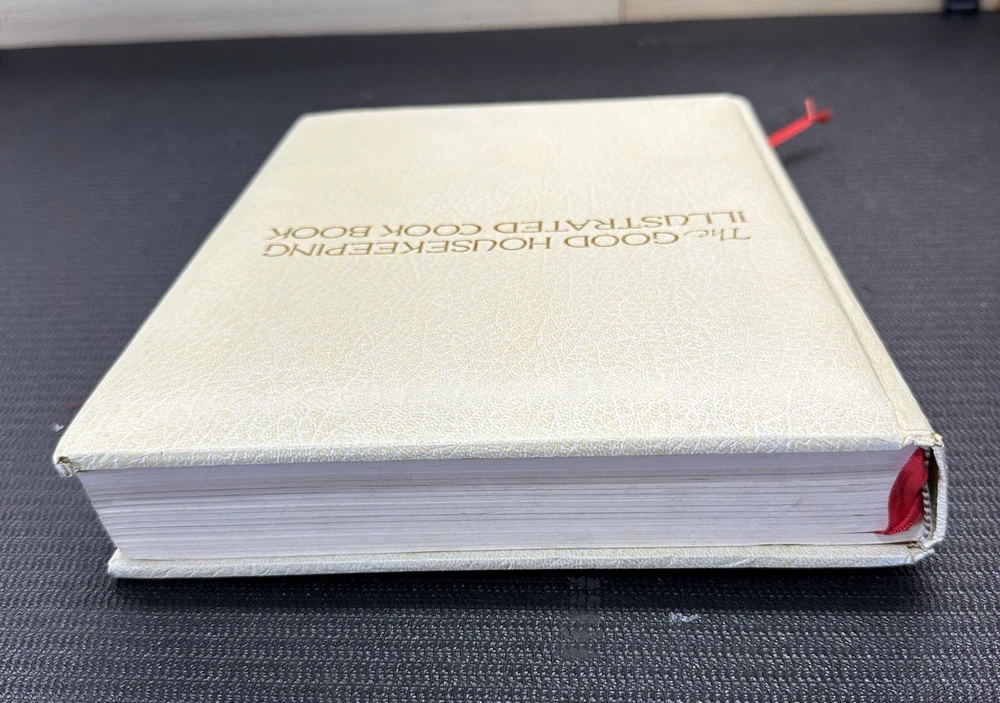 The GOOD HOUSEKEEPING
ILLUSTRATED COOK BOOK